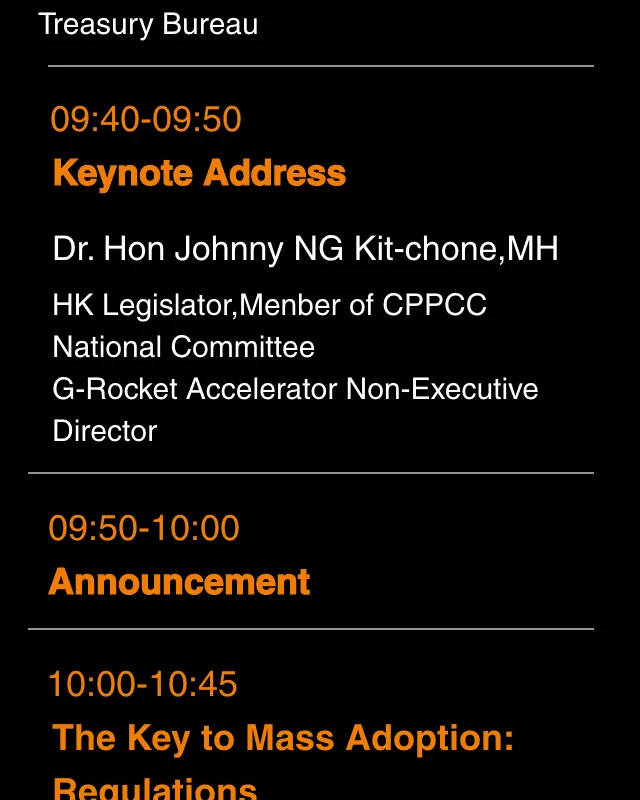 Treasury Bureau
09:40-09:50
Keynote Address
Dr. Hon Johnny NG Kit-chone,MH
HK Legislator,Menber of CPPCC
National Committee
G-Rocket Accelerator Non-Executive
Director
09:50-10:00
Announcement
10:00-10:45
The Key to Mass Adoption:
Regulations